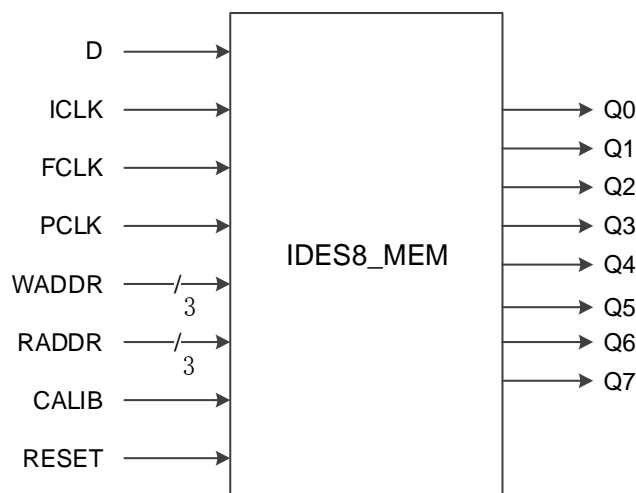 D
ICLK
FCLK
PCLK
WADDR
/
3
RADDR
/
3
CALIB
RESET
IDES8_MEM
Q0
Q1
Q2
Q3
Q4
Q5
Q6
Q7